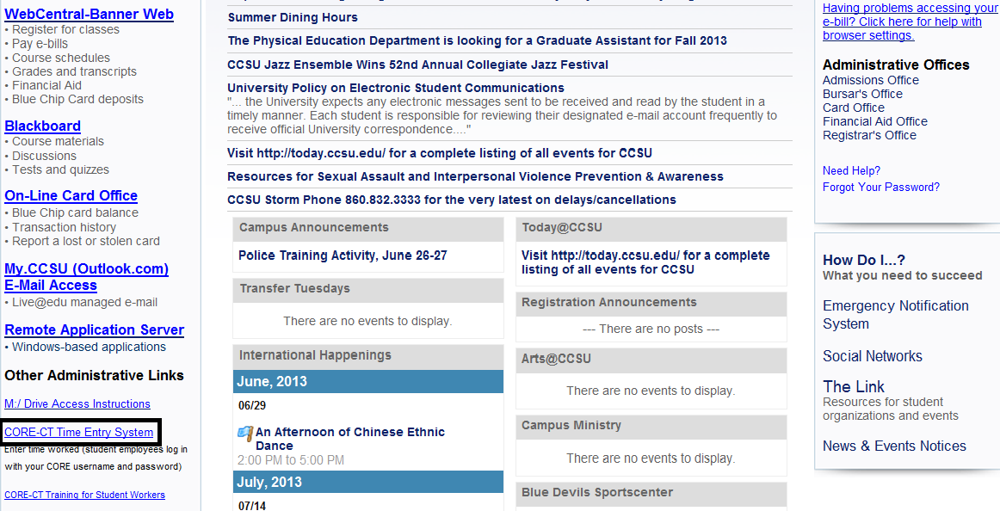 WebCentral-Banner Web
• Register for classes
• Pay e-bills
• Course schedules
• Grades and transcripts
• Financial Aid
• Blue Chip Card deposits
Blackboard
• Course materials
• Discussions
• Tests and quizzes
On-Line Card Office
• Blue Chip card balance
• Transaction history
• Report a lost or stolen card
My.CCSU (Outlook.com)
E-Mail Access
• Live@edu managed e-mail
Remote Application Server
• Windows-based applications
Other Administrative Links
M:/ Drive Access Instructions
CORE-CT Time Entry System
Enter time worked (student employees log in
with your CORE username and password)
CORE-CT Training for Student Workers
Summer Dining Hours
The Physical Education Department is looking for a Graduate Assistant for Fall 2013
CCSU Jazz Ensemble Wins 52nd Annual Collegiate Jazz Festival
University Policy on Electronic Student Communications
"... the University expects any electronic messages sent to be received and read by the student in a
timely manner. Each student is responsible for reviewing their designated e-mail account frequently to
receive official University correspondence...."
Visit http://today.ccsu.edu/ for a complete listing of all events for CCSU
Resources for Sexual Assault and Interpersonal Violence Prevention & Awareness
CCSU Storm Phone 860.832.3333 for the very latest on delays/cancellations
Campus Announcements
Police Training Activity, June 26-27
Transfer Tuesdays
There are no events to display.
International Happenings
June, 2013
06/29
An Afternoon of Chinese Ethnic
Dance
2:00 PM to 5:00 PM
July, 2013
07/14
Today@CCSU
Visit http://today.ccsu.edu/ for a complete
listing of all events for CCSU
Registration Announcements
--- There are no posts ---
Arts@CCSU
There are no events to display.
Campus Ministry
There are no events to display.
Blue Devils Sportscenter
Having problems accessing your
e-bill? Click here for help with
browser settings.
Administrative Offices
Admissions Office
Bursar's Office
Card Office
Financial Aid Office
Registrar's Office
Need Help?
Forgot Your Password?
How Do I...?
What you need to succeed
Emergency Notification
System
Social Networks
The Link
Resources for student
organizations and events
News & Events Notices